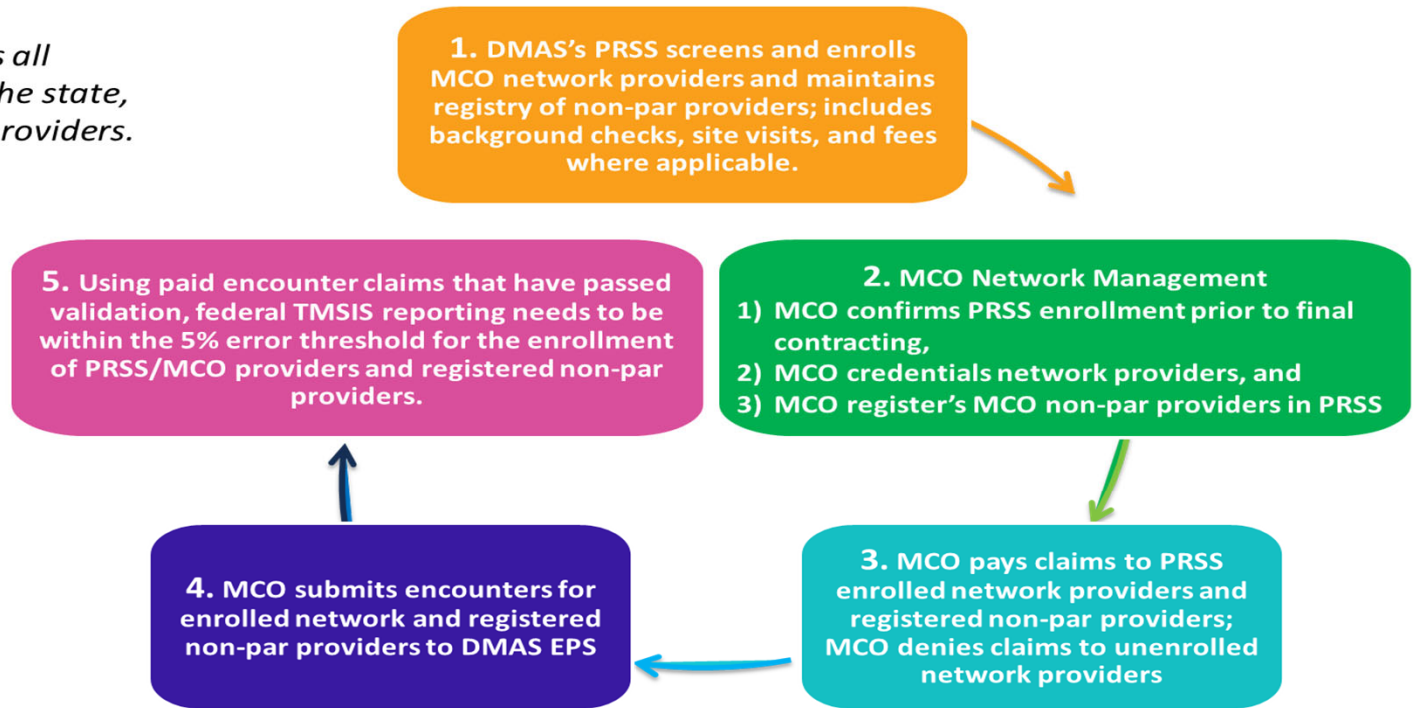 s all
he state,
roviders.
1. DMAS's PRSS screens and enrolls
MCO network providers and maintains
registry of non-par providers; includes
background checks, site visits, and fees
where applicable.
2. MCO Network Management
1) MCO confirms PRSS enrollment prior to final
contracting,
2) MCO credentials network providers, and
3) MCO register's MCO non-par providers in PRSS
3. MCO pays claims to PRSS
enrolled network providers and
registered non-par providers;
MCO denies claims to unenrolled
network providers
4. MCO submits encounters for
enrolled network and registered
non-par providers to DMAS EPS
5. Using paid encounter claims that have passed
validation, federal TMSIS reporting needs to be
within the 5% error threshold for the enrollment
of PRSS/MCO providers and registered non-par
providers.